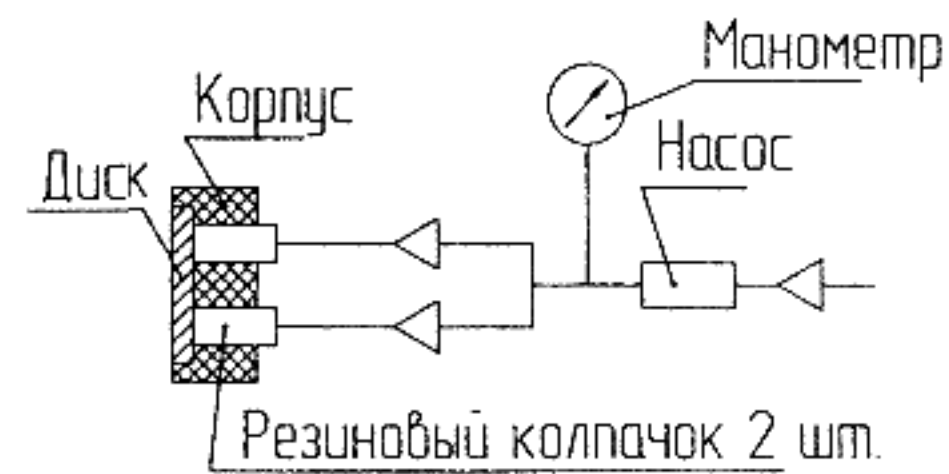 Манометр
Корпус
Насос
Диск
Резиновый колпачок 2 шт.